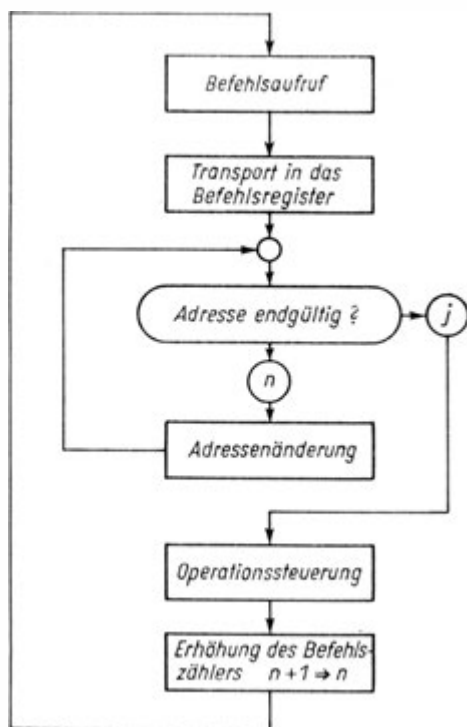 Befehlsaufruf
Transport in das
Befehlsregister
Adresse endgültig ?
j
n
Adressenänderung
Operationssteuerung
Erhöhung des Befehls-
zählers n+1 ⇒ n